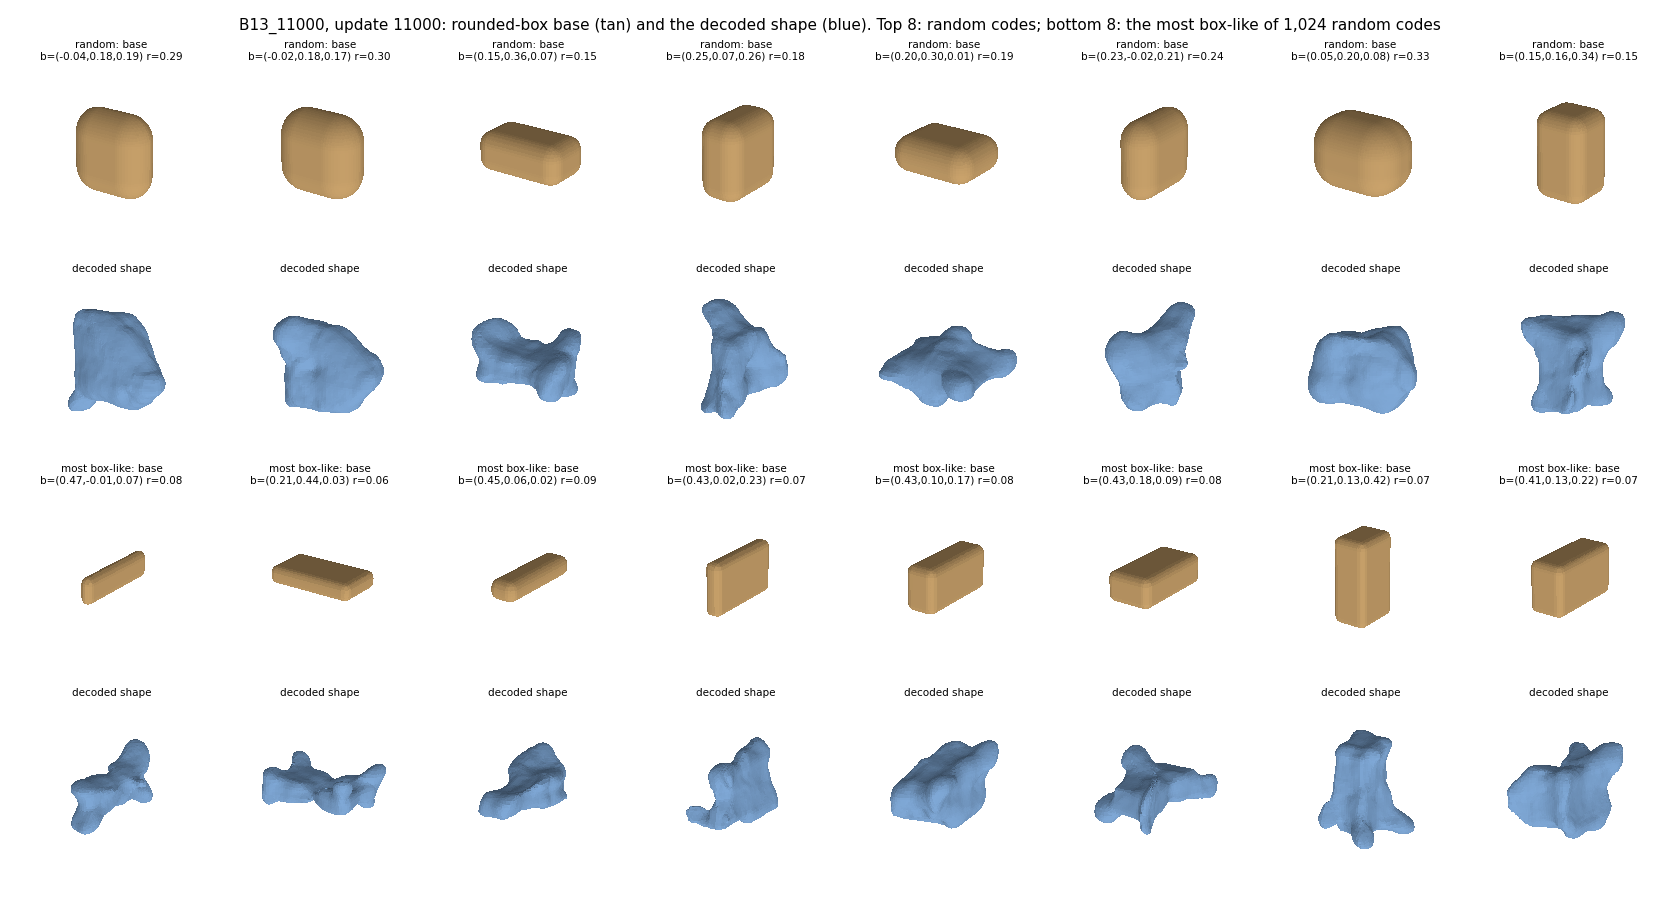 B13_11000, update 11000: rounded-box base (tan) and the decoded shape (blue). Top 8: random codes; bottom 8: the most box-like of 1,024 random codes
random: base
b=(-0.04,0.18,0.19) r=0.29
random: base
b=(-0.02,0.18,0.17) r=0.30
random: base
b=(0.15,0.36,0.07) r=0.15
random: base
b=(0.25,0.07,0.26) r=0.18
random: base
b=(0.20,0.30,0.01) r=0.19
random: base
b=(0.23,-0.02,0.21) r=0.24
random: base
b=(0.05,0.20,0.08) r=0.33
random: base
b=(0.15,0.16,0.34) r=0.15
decoded shape
decoded shape
decoded shape
decoded shape
decoded shape
decoded shape
decoded shape
decoded shape
most box-like: base
b=(0.47,-0.01,0.07) r=0.08
most box-like: base
b=(0.21,0.44,0.03) r=0.06
most box-like: base
b=(0.45,0.06,0.02) r=0.09
most box-like: base
b=(0.43,0.02,0.23) r=0.07
most box-like: base
b=(0.43,0.10,0.17) r=0.08
most box-like: base
b=(0.43,0.18,0.09) r=0.08
most box-like: base
b=(0.21,0.13,0.42) r=0.07
most box-like: base
b=(0.41,0.13,0.22) r=0.07
decoded shape
decoded shape
decoded shape
decoded shape
decoded shape
decoded shape
decoded shape
decoded shape